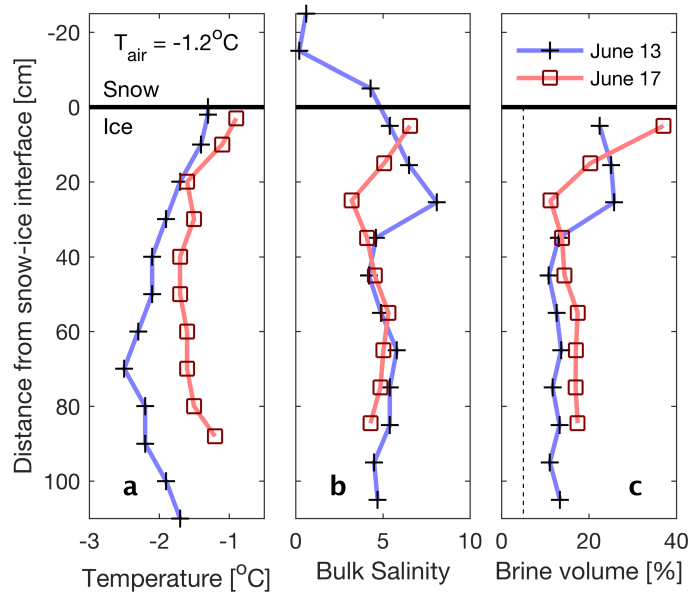 T_air = -1.2°C
Snow
Ice
June 13
June 17
-20
0
20
40
60
80
100
Distance from snow-ice interface [cm]
a
b
c
-3
-2
-1
0
5
10
0
20
40
Temperature [°C]
Bulk Salinity
Brine volume [%]